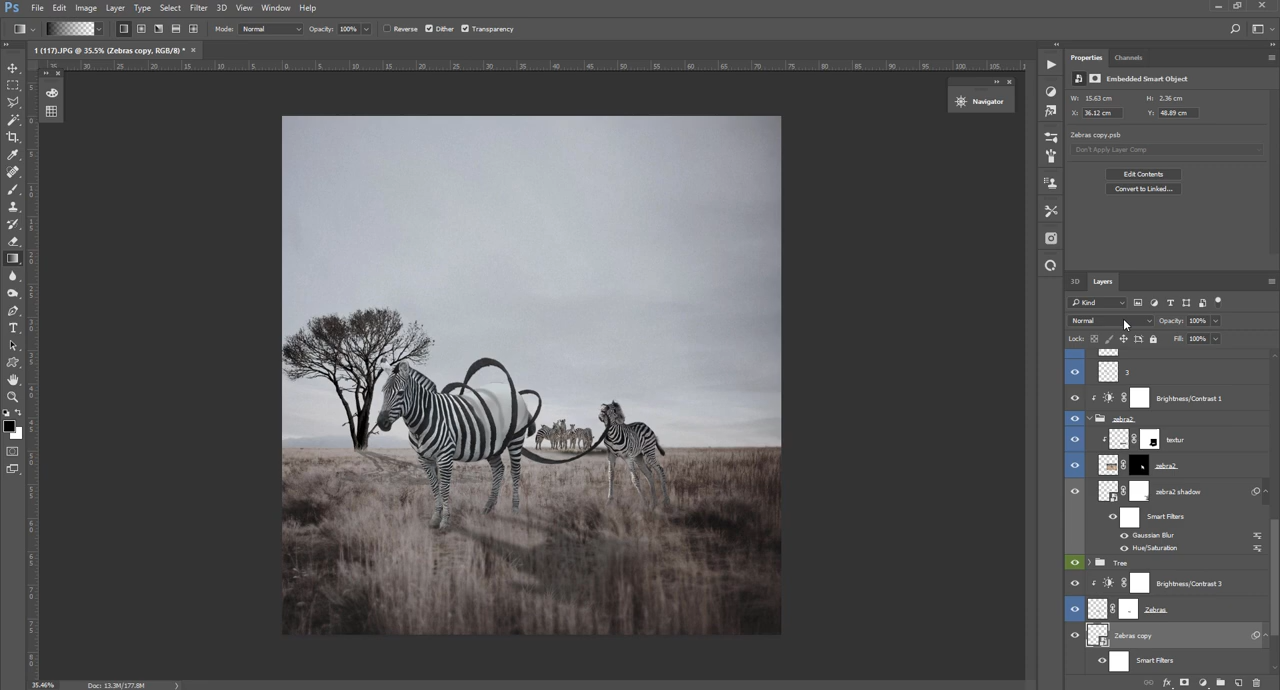 Ps File Edit Image Layer Type Select Filter 3D View Window Help
Mode: Normal Opacity: 100% Reverse Dither Transparency
1 (117).JPG @ 35.5% (Zebras copy, RGB/8) * ×
Navigator
Properties Channels
Embedded Smart Object
W: 15.63 cm H: 2.36 cm
X: 36.12 cm Y: 48.89 cm
Zebras copy.psb
Don't Apply Layer Comp
Edit Contents
Convert to Linked...
3D Layers
Kind
Normal Opacity: 100%
Lock: Fill: 100%
3
Brightness/Contrast 1
zebra2
textur
zebra2
zebra2 shadow
Smart Filters
Gaussian Blur
Hue/Saturation
Tree
Brightness/Contrast 3
Zebras
Zebras copy
Smart Filters
35.46% Doc: 13.3M/177.8M